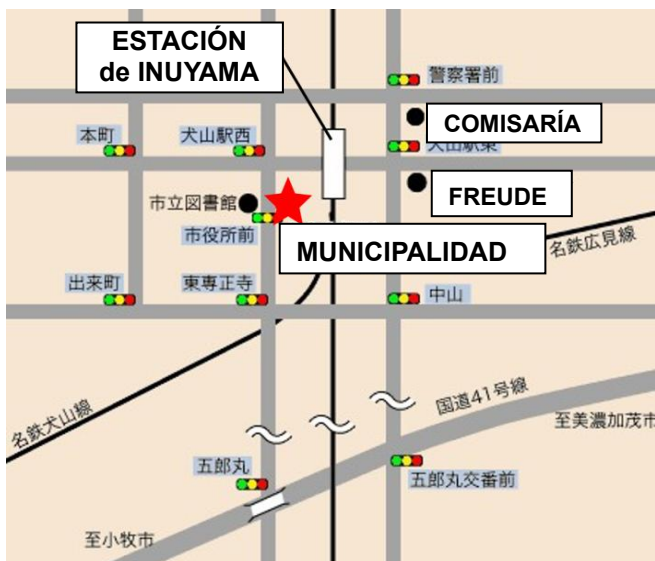 ESTACIÓN
de INUYAMA
警察署前
COMISARÍA
本町
犬山駅西
犬山駅東
FREUDE
市立図書館
市役所前
MUNICIPALIDAD
名鉄広見線
出来町
東専正寺
中山
名鉄犬山線
国道41号線
至美濃加茂市
五郎丸
五郎丸交番前
至小牧市